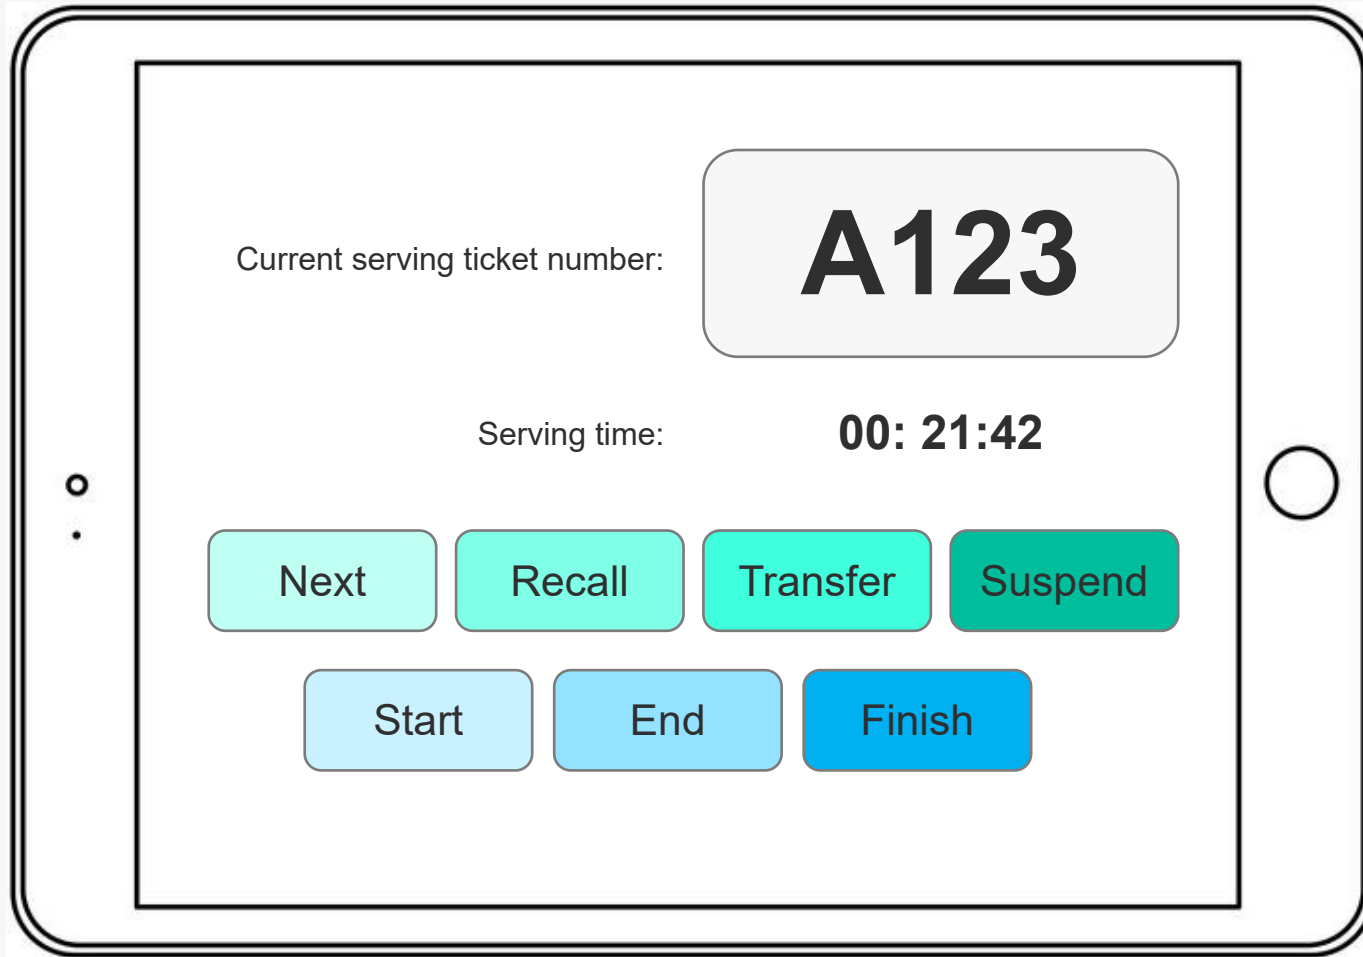 Current serving ticket number:
A123
Serving time:
00: 21:42
Next
Recall
Transfer
Suspend
Start
End
Finish